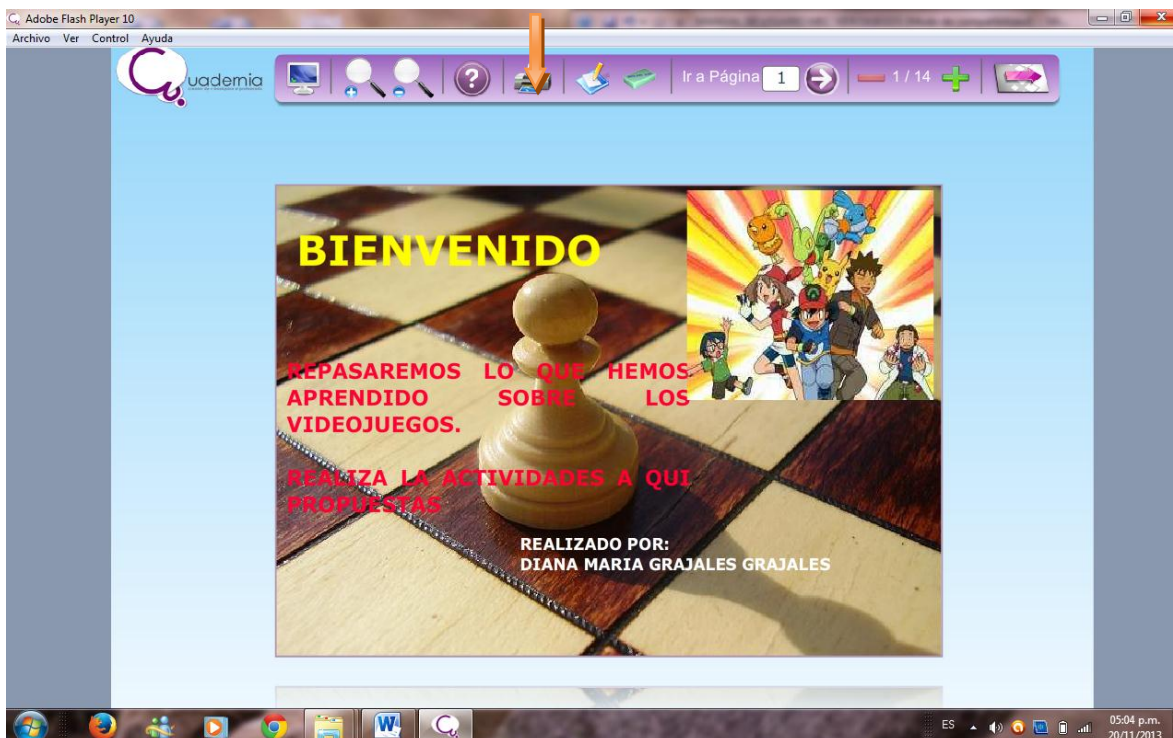 Adobe Flash Player 10
Archivo Ver Control Ayuda
Cuadernia
Ir a Página 1
1 / 14
BIENVENIDO
REPASAREMOS LO QUE HEMOS
APRENDIDO SOBRE LOS
VIDEOJUEGOS.
REALIZA LA ACTIVIDADES A QUI
PROPUESTAS
REALIZADO POR:
DIANA MARIA GRAJALES GRAJALES
ES
05:04 p.m.
20/11/2013